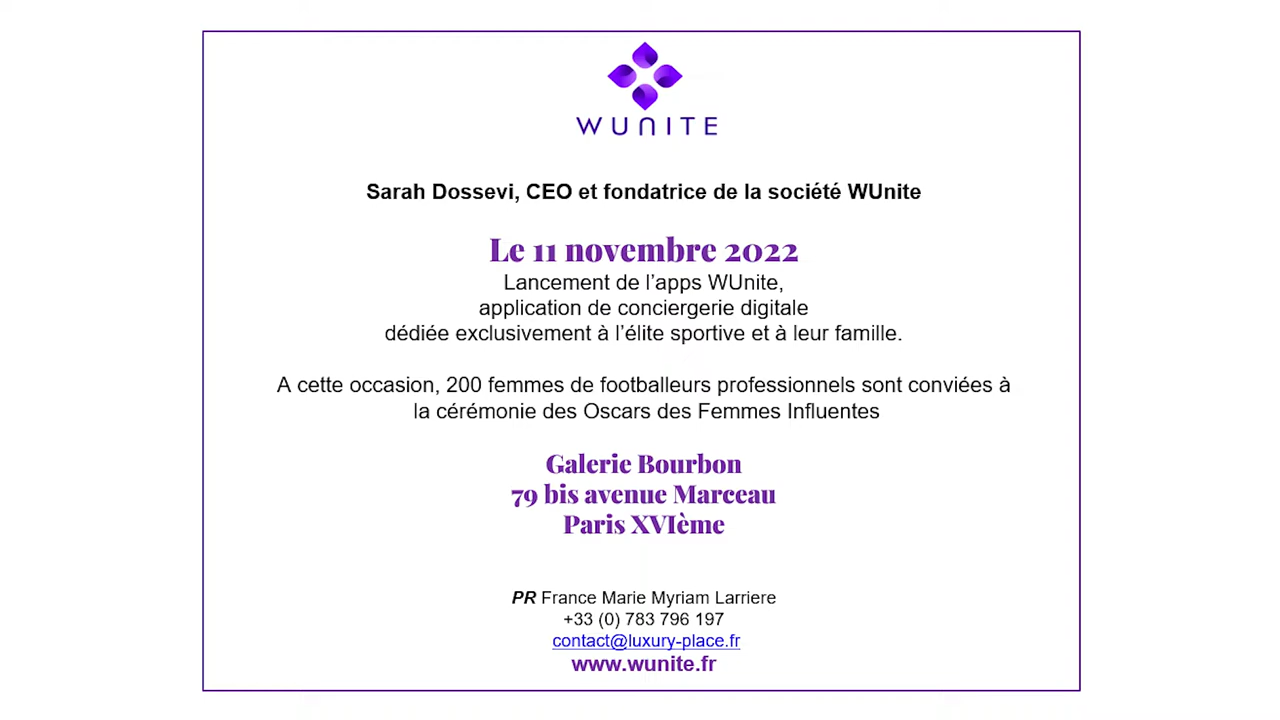 WUNITE
Sarah Dossevi, CEO et fondatrice de la société WUnite
Le 11 novembre 2022
Lancement de l’apps WUnite,
application de conciergerie digitale
dédiée exclusivement à l’élite sportive et à leur famille.
A cette occasion, 200 femmes de footballeurs professionnels sont conviées à
la cérémonie des Oscars des Femmes Influentes
Galerie Bourbon
79 bis avenue Marceau
Paris XVIème
PR France Marie Myriam Larriere
+33 (0) 783 796 197
contact@luxury-place.fr
www.wunite.fr